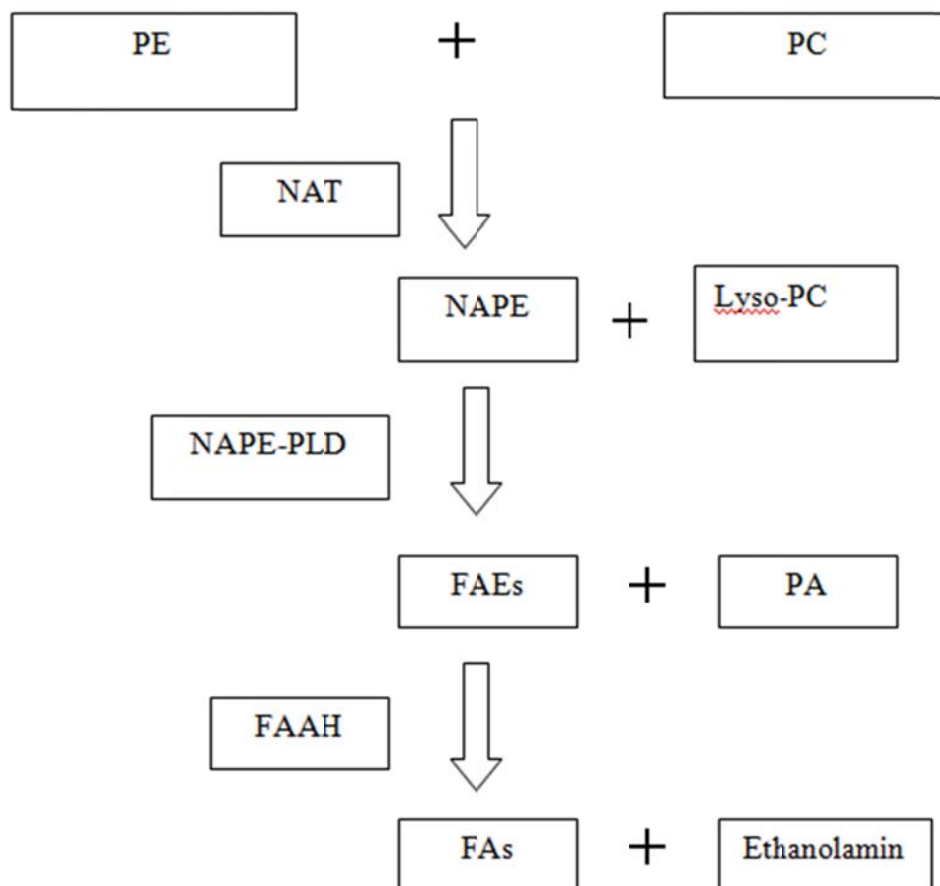 PE + PC
NAT
NAPE + Lyso-PC
NAPE-PLD
FAEs + PA
FAAH
FAs + Ethanolamin